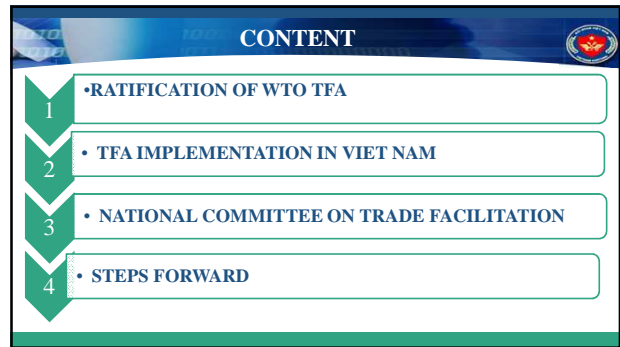 CONTENT
1
•RATIFICATION OF WTO TFA
2
• TFA IMPLEMENTATION IN VIET NAM
3
• NATIONAL COMMITTEE ON TRADE FACILITATION
4
• STEPS FORWARD